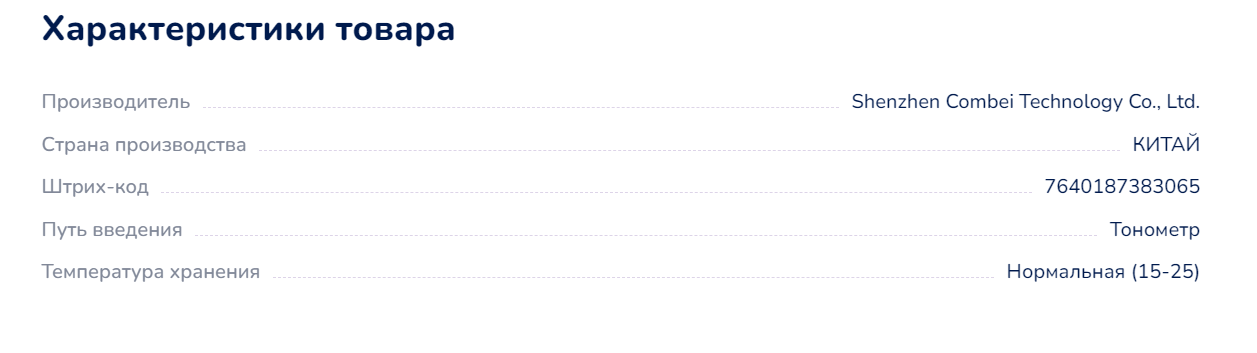 Характеристики товара
Производитель Shenzhen Combei Technology Co., Ltd.
Страна производства КИТАЙ
Штрих-код 7640187383065
Путь введения Тонометр
Температура хранения Нормальная (15-25)